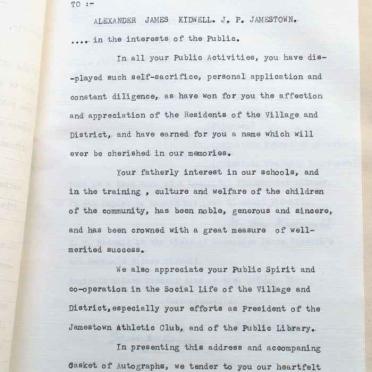 TO :-
ALEXANDER JAMES KIDWELL. J. P. JAMESTOWN.
.... in the interests of the Public.
In all your Public Activities, you have dis-
-played such self-sacrifice, personal application and
constant diligence, as have won for you the affection
and appreciation of the Residents of the Village and
District, and have earned for you a name which will
ever be cherished in our memories.
Your fatherly interest in our schools, and
in the training , culture and welfare of the children
of the community, has been noble, generous and sincere,
and has been crowned with a great measure of well-
merited success.
We also appreciate your Public Spirit and
co-operation in the Social Life of the Village and
District,especially your efforts as President of the
Jamestown Athletic Club, and of the Public Library.
In presenting this address and accompaning
Casket of Autographs, we tender to you our heartfelt